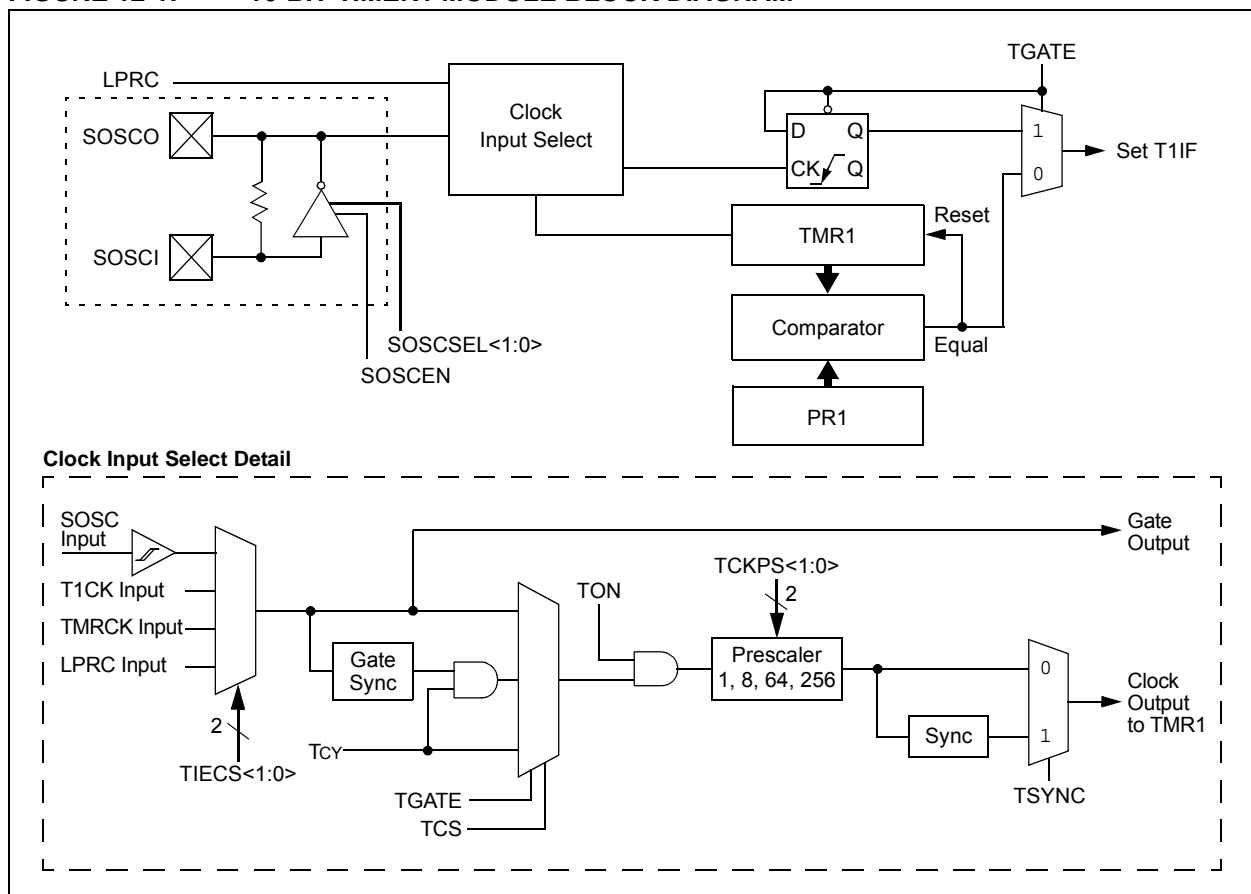 LPRC
SOSCO
SOSCI
Clock
Input Select
SOSCSEL<1:0>
SOSCEN
TGATE
D Q
CK Q
1
0
Set T1IF
TMR1
Reset
Comparator
Equal
PR1
Clock Input Select Detail
SOSC
Input
T1CK Input
TMRCK Input
LPRC Input
2
TIECS<1:0>
Gate
Sync
TCY
TGATE
TCS
TON
TCKPS<1:0>
2
Prescaler
1, 8, 64, 256
Sync
0
1
TSYNC
Gate
Output
Clock
Output
to TMR1